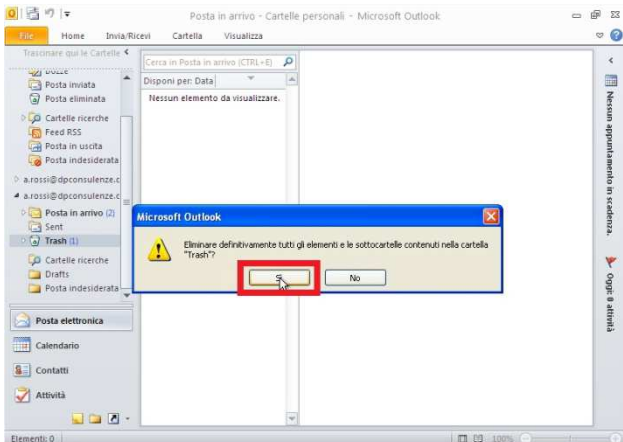 Posta in arrivo - Cartelle personali - Microsoft Outlook
File Home Invia/Ricevi Cartella Visualizza
Trascinare qui le Cartelle
Bozze
Posta inviata
Posta eliminata
Cartelle ricerche
Feed RSS
Posta in uscita
Posta indesiderata
a.rossi@dpconsulenze.c
a.rossi@dpconsulenze.c
Posta in arrivo (2)
Sent
Trash (1)
Cartelle ricerche
Drafts
Posta indesiderata
Posta elettronica
Calendario
Contatti
Attività
Elementi: 0
Cerca in Posta in arrivo (CTRL+E)
Disponi per: Data
Nessun elemento da visualizzare.
Microsoft Outlook
Eliminare definitivamente tutti gli elementi e le sottocartelle contenuti nella cartella
"Trash"?
Sì
No
Nessun appuntamento in scadenza.
Oggi: 0 attività
100%